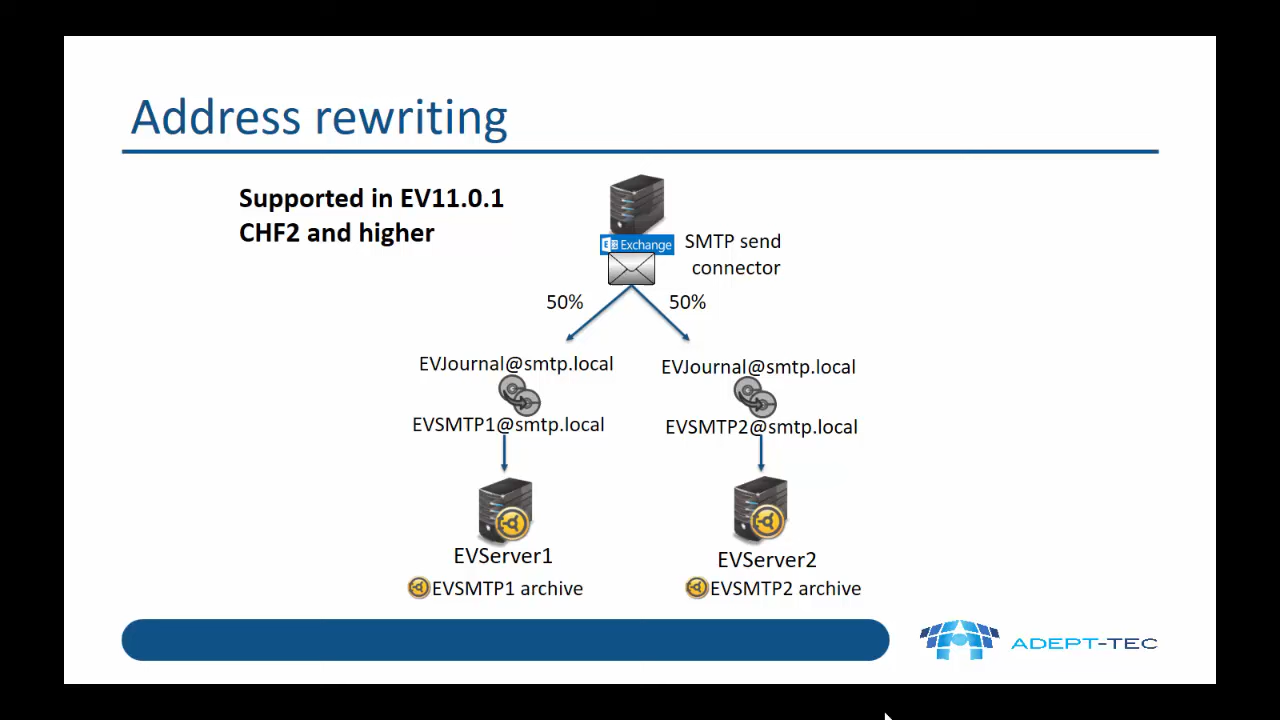 Address rewriting
Supported in EV11.0.1
CHF2 and higher
Exchange
SMTP send
connector
50%
50%
EVJournal@smtp.local
EVJournal@smtp.local
EVSMTP1@smtp.local
EVSMTP2@smtp.local
EVServer1
EVServer2
EVSMTP1 archive
EVSMTP2 archive
ADEPT-TEC